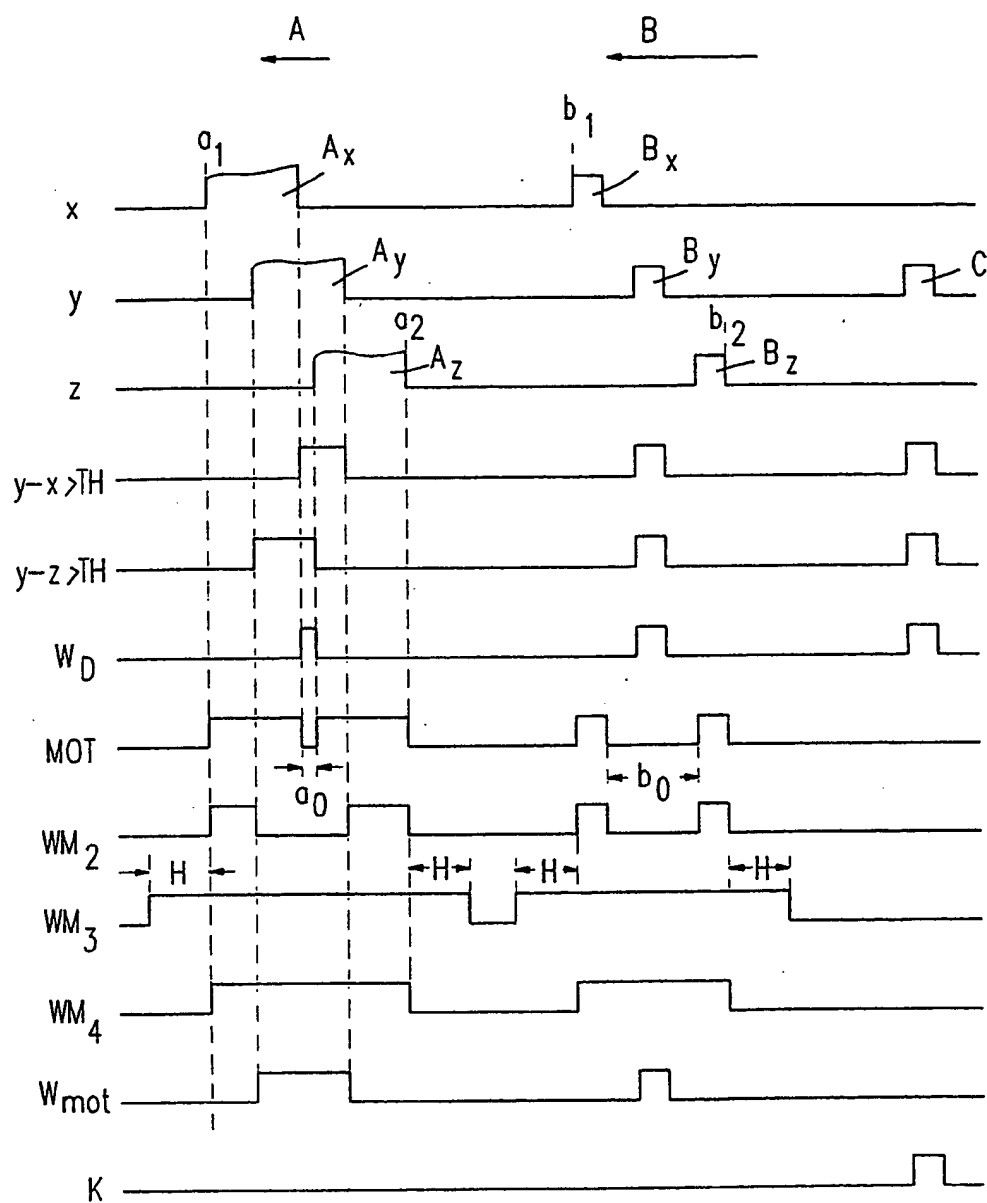 A B
a1 Ax b1 Bx
x
Ay By C
y
a2 Az b2 Bz
z
y-x>TH
y-z>TH
WD
MOT
a0 b0
WM2
H H H H
WM3
WM4
Wmot
K